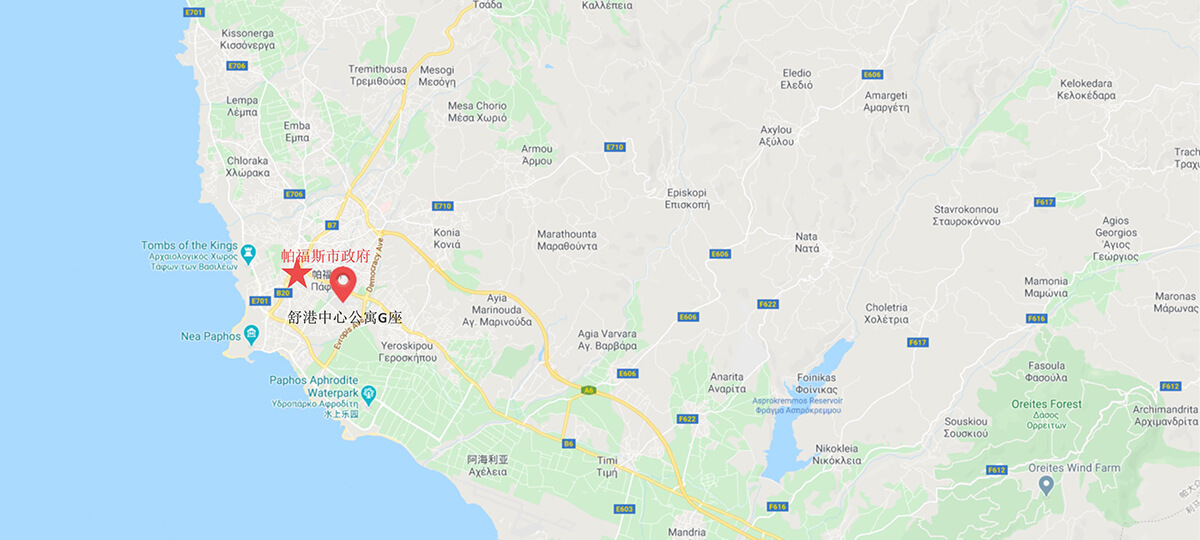 E701
Τσάδα
Καλλέπεια
Kissonerga
Κισσόνεργα
E706
Tremithousa
Τρεμιθούσα
Mesogi
Μεσόγη
Eledio
Ελεδιό
E606
Kelokedara
Κελοκέδαρα
Amargeti
Αμαργέτη
Lempa
Λέμπα
Mesa Chorio
Μέσα Χωριό
Emba
Έμπα
Axylou
Αξύλου
Armou
Άρμου
E710
Chloraka
Χλώρακα
Trach
Τραχ
E706
Episkopi
Επισκοπή
E710
F617
Stavrokonnou
Σταυροκόννου
B7
Konia
Κονιά
Marathounta
Μαραθούντα
Nata
Νατά
Agios
Georgios
Άγιος
Γεώργιος
Tombs of the Kings
Αρχαιολογικός Χώρος
Τάφων των Βασιλέων
帕福斯市政府
Democracy Ave
E606
帕福
Πάφ
B20
E701
Mamonia
Μαμώνια
Ayia
Marinouda
Αγ. Μαρινούδα
F622
Choletria
Χολέτρια
Maronas
Μάρωνας
舒港中心公寓G座
E606
F616
Nea Paphos
Evropis Ave
Agia Varvara
Αγ. Βαρβάρα
F617
Yeroskipou
Γεροσκήπου
Fasoula
Φασούλα
E606
Anarita
Αναρίτα
Foinikas
Φοίνικας
F612
Paphos Aphrodite
Waterpark
Υδροπάρκο Αφροδίτη
水上乐园
A6
Asprokremmos Reservoir
Φράγμα Ασπρόκρεμμου
Oreites Forest
Δάσος
Ορρειτών
Archimandrita
Αρχιμανδρίτα
F622
Souskiou
Σουσκιού
B6
Nikokleia
Νικόκλεια
阿海利亚
Αχέλεια
Timi
Τίμη
F612
Oreites Wind Farm
E603
F616
Mandria